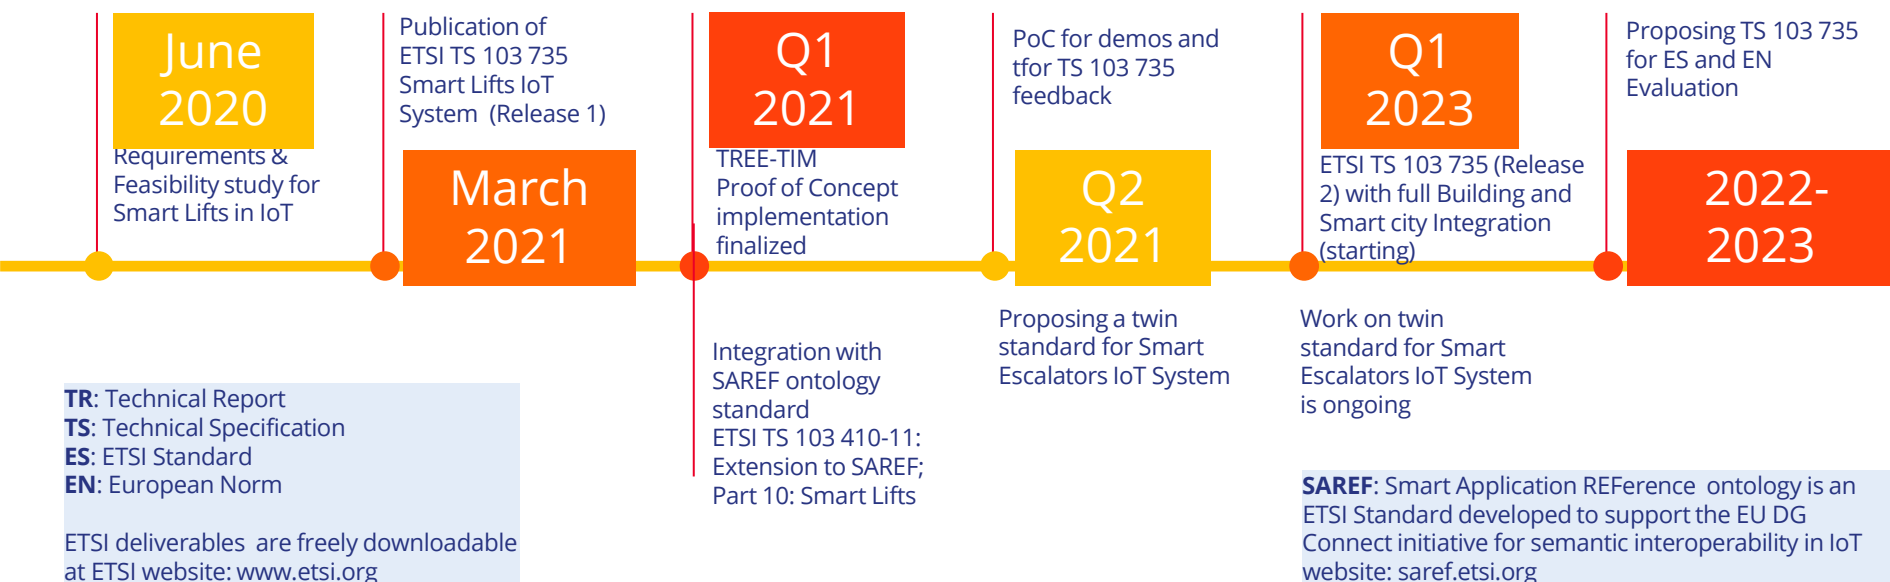 June
2020
Requirements &
Feasibility study for
Smart Lifts in IoT
Publication of
ETSI TS 103 735
Smart Lifts IoT
System (Release 1)
March
2021
Q1
2021
TREE-TIM
Proof of Concept
implementation
finalized
Integration with
SAREF ontology
standard
ETSI TS 103 410-11:
Extension to SAREF;
Part 10: Smart Lifts
PoC for demos and
tfor TS 103 735
feedback
Q2
2021
Proposing a twin
standard for Smart
Escalators IoT System
Q1
2023
ETSI TS 103 735 (Release
2) with full Building and
Smart city Integration
(starting)
Work on twin
standard for Smart
Escalators IoT System
is ongoing
Proposing TS 103 735
for ES and EN
Evaluation
2022-
2023
TR: Technical Report
TS: Technical Specification
ES: ETSI Standard
EN: European Norm
ETSI deliverables are freely downloadable
at ETSI website: www.etsi.org
SAREF: Smart Application REFerence ontology is an
ETSI Standard developed to support the EU DG
Connect initiative for semantic interoperability in IoT
website: saref.etsi.org